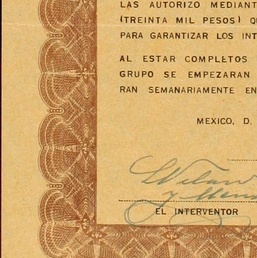 LAS AUTORIZO MEDIANT
(TREINTA MIL PESOS) Q
PARA GARANTIZAR LOS INT
AL ESTAR COMPLETOS
GRUPO SE EMPEZARAN
RAN SEMANARIAMENTE EN
MEXICO, D.
EL INTERVENTOR